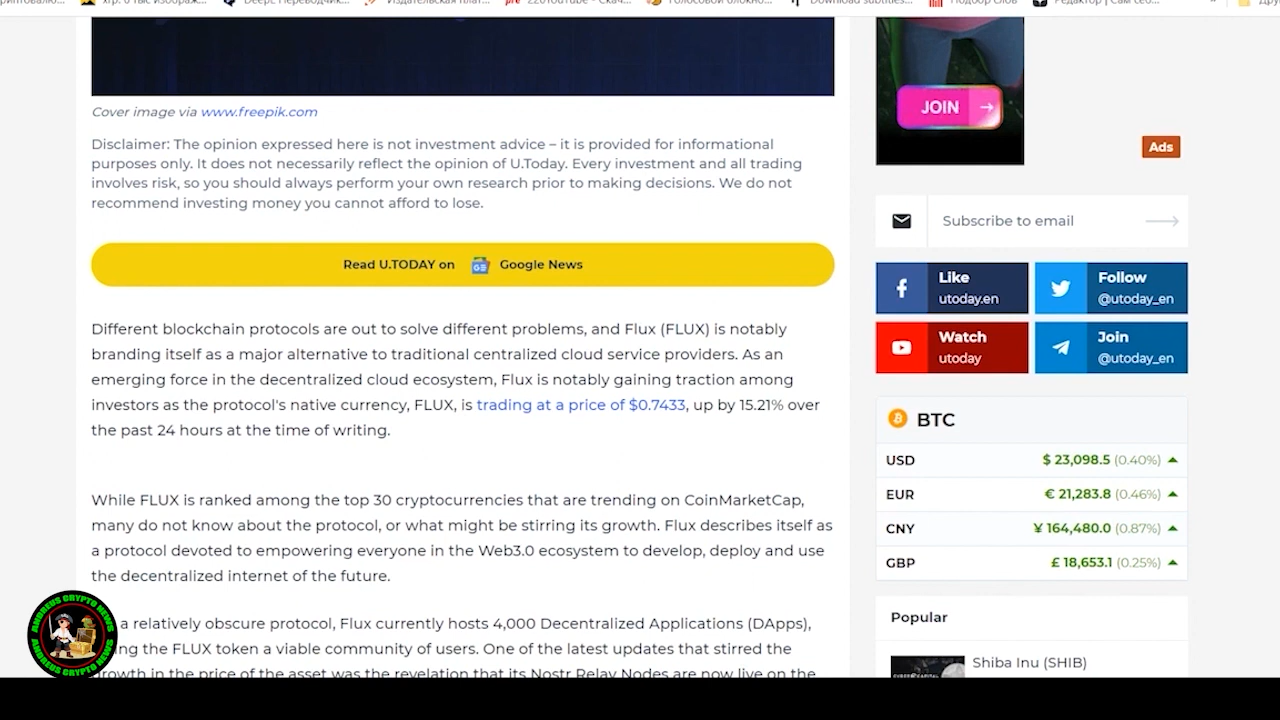 JOIN
Ads
Cover image via www.freepik.com
Disclaimer: The opinion expressed here is not investment advice – it is provided for informational
purposes only. It does not necessarily reflect the opinion of U.Today. Every investment and all trading
involves risk, so you should always perform your own research prior to making decisions. We do not
recommend investing money you cannot afford to lose.
Read U.TODAY on Google News
Different blockchain protocols are out to solve different problems, and Flux (FLUX) is notably
branding itself as a major alternative to traditional centralized cloud service providers. As an
emerging force in the decentralized cloud ecosystem, Flux is notably gaining traction among
investors as the protocol's native currency, FLUX, is trading at a price of $0.7433, up by 15.21% over
the past 24 hours at the time of writing.
While FLUX is ranked among the top 30 cryptocurrencies that are trending on CoinMarketCap,
many do not know about the protocol, or what might be stirring its growth. Flux describes itself as
a protocol devoted to empowering everyone in the Web3.0 ecosystem to develop, deploy and use
the decentralized internet of the future.
a relatively obscure protocol, Flux currently hosts 4,000 Decentralized Applications (DApps),
the FLUX token a viable community of users. One of the latest updates that stirred the
growth in the price of the asset was the revelation that its Nostr Relay Nodes are now live on the
Subscribe to email
Like
utoday.en
Follow
@utoday_en
Watch
utoday
Join
@utoday_en
BTC
USD $ 23,098.5 (0.40%)
EUR € 21,283.8 (0.46%)
CNY ¥ 164,480.0 (0.87%)
GBP £ 18,653.1 (0.25%)
Popular
Shiba Inu (SHIB)
ANDREUS CRYPTO NEWS
ANDREUS CRYPTO NEWS